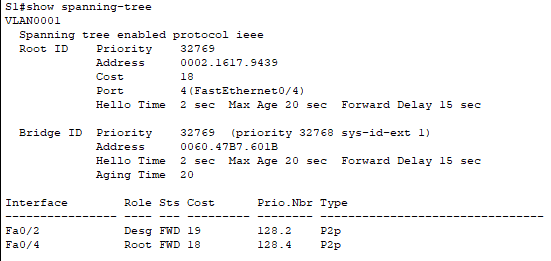 S1#show spanning-tree
VLAN0001
  Spanning tree enabled protocol ieee
  Root ID    Priority    32769
             Address     0002.1617.9439
             Cost        18
             Port        4(FastEthernet0/4)
             Hello Time  2 sec  Max Age 20 sec  Forward Delay 15 sec

  Bridge ID  Priority    32769  (priority 32768 sys-id-ext 1)
             Address     0060.47B7.601B
             Hello Time  2 sec  Max Age 20 sec  Forward Delay 15 sec
             Aging Time  20

Interface        Role Sts Cost      Prio.Nbr Type
---------------- ---- --- --------- -------- --------------------------------
Fa0/2            Desg FWD 19        128.2    P2p
Fa0/4            Root FWD 18        128.4    P2p